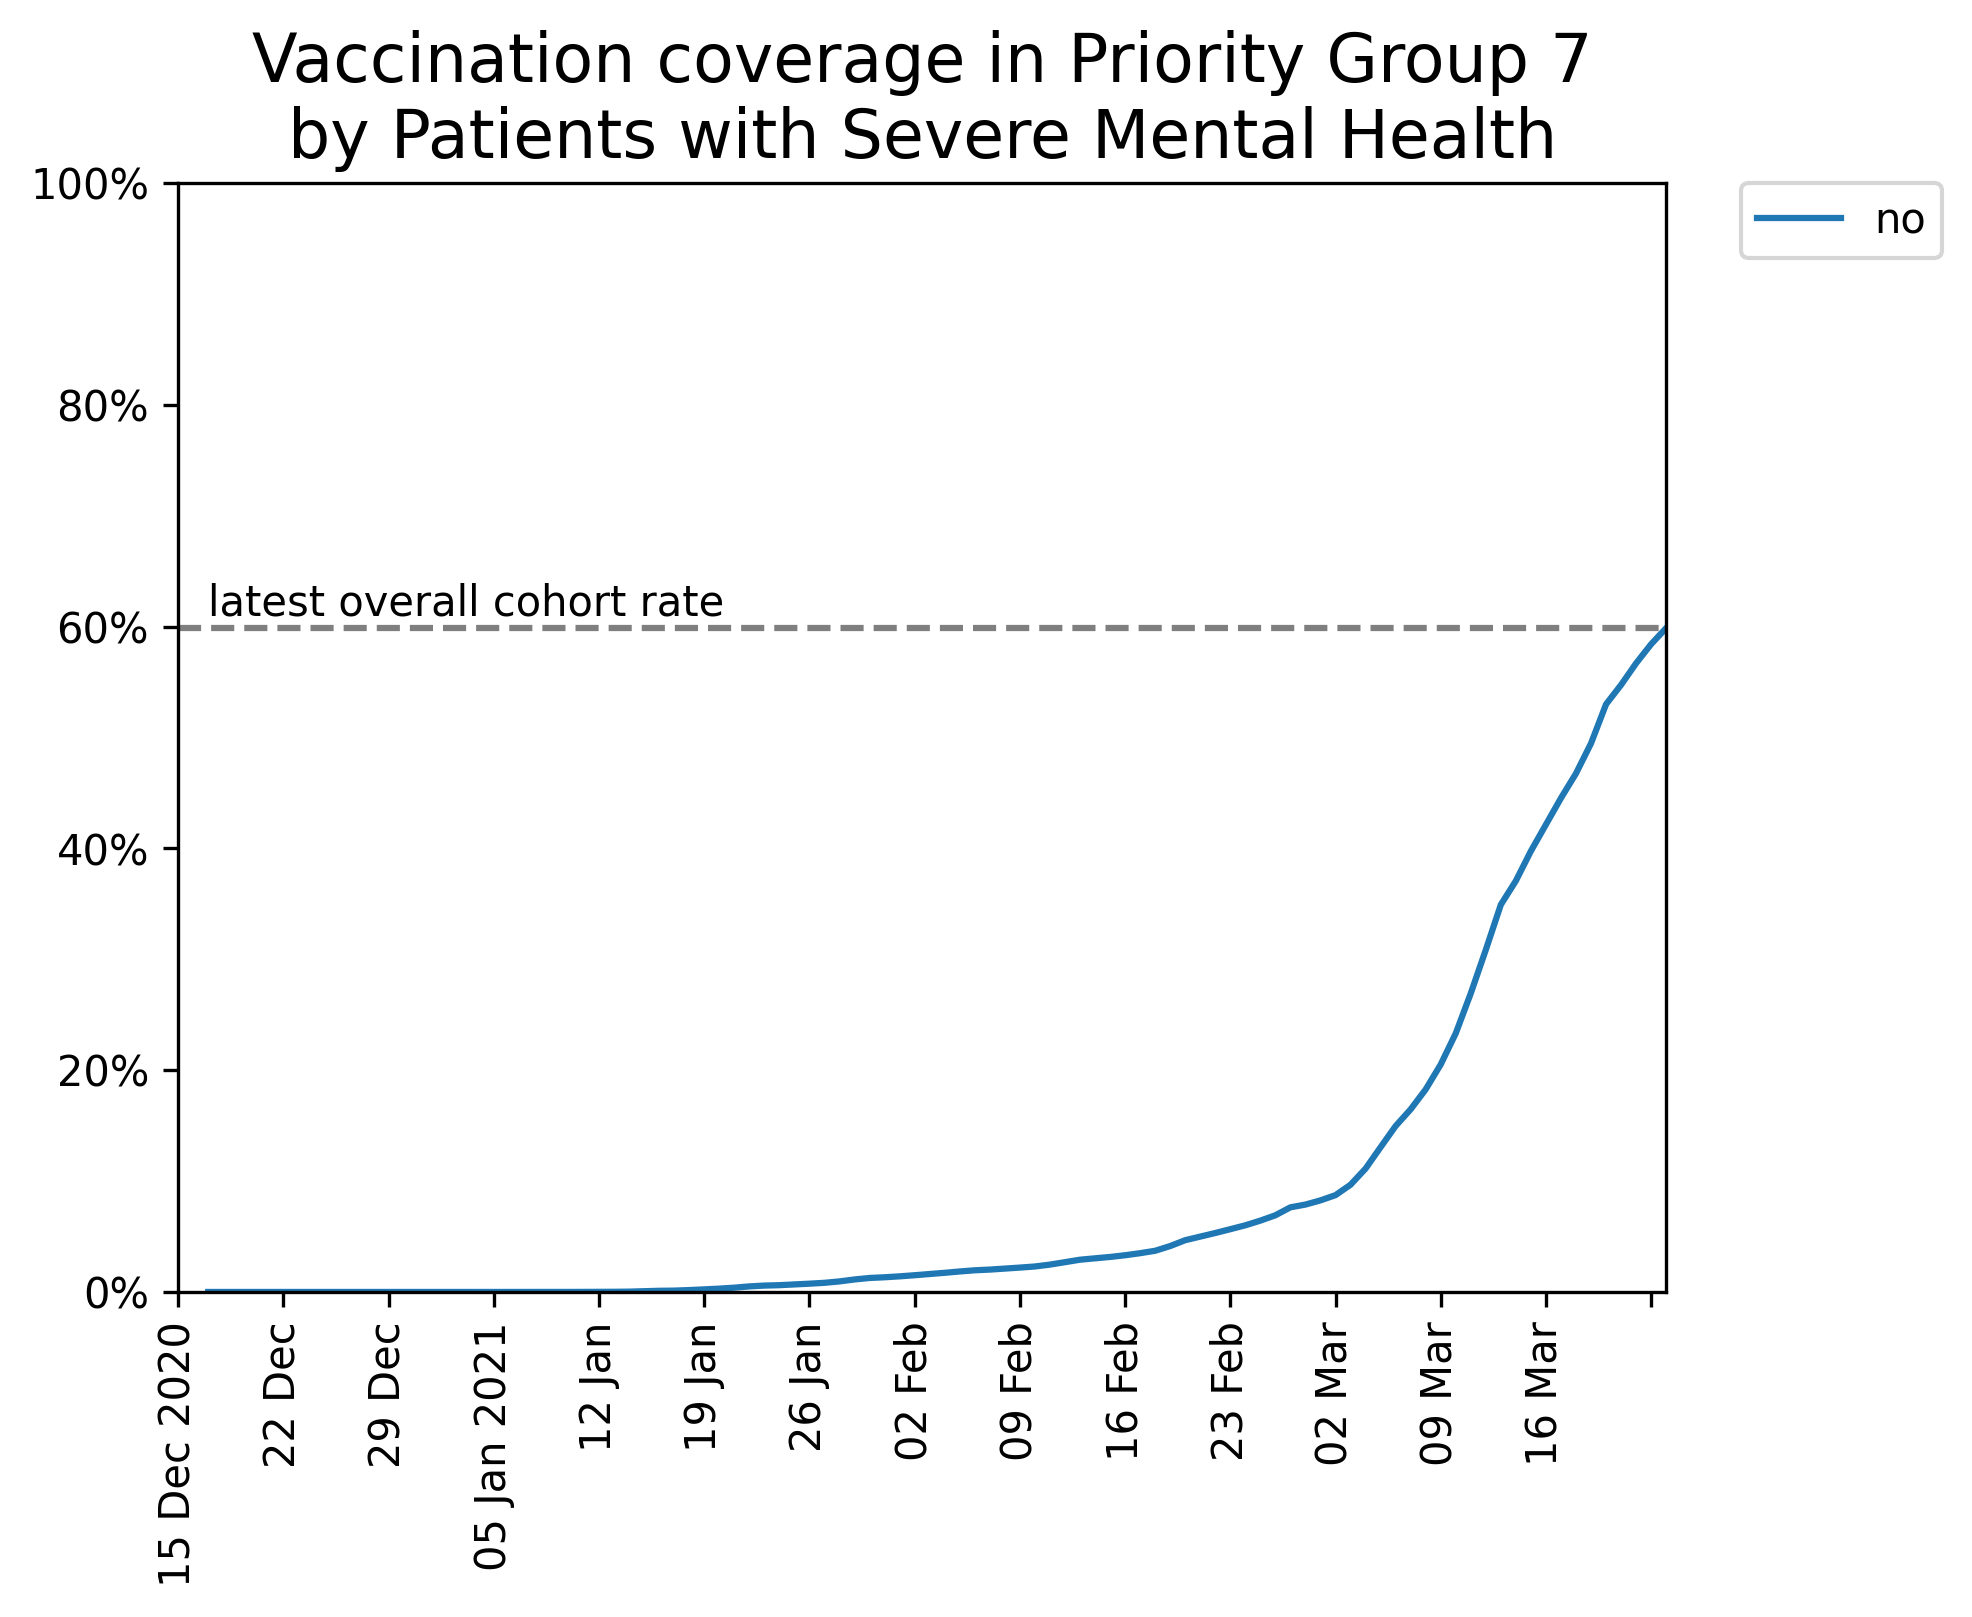 Vaccination coverage in Priority Group 7
by Patients with Severe Mental Health
100%
80%
60%
40%
20%
0%
latest overall cohort rate
no
15 Dec 2020
22 Dec
29 Dec
05 Jan 2021
12 Jan
19 Jan
26 Jan
02 Feb
09 Feb
16 Feb
23 Feb
02 Mar
09 Mar
16 Mar